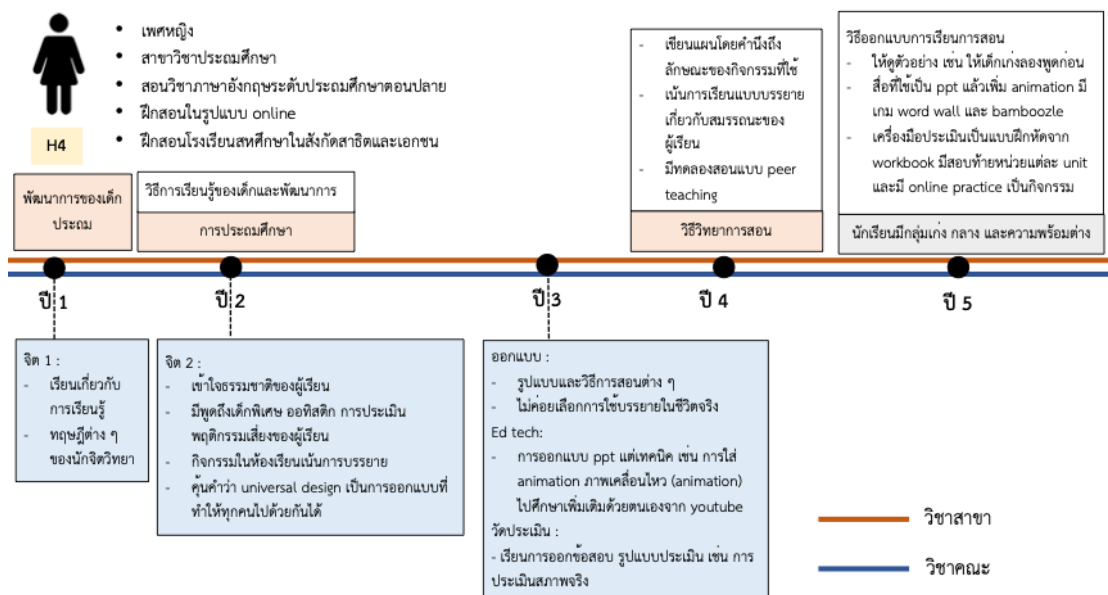 • เพศหญิง
• สาขาวิชาประถมศึกษา
• สอนวิชาภาษาอังกฤษระดับประถมศึกษาตอนปลาย
• ฝึกสอนในรูปแบบ online
• ฝึกสอนโรงเรียนสหศึกษาในสังกัดสาธิตและเอกชน
H4
พัฒนาการของเด็ก
ประถม
วิธีการเรียนรู้ของเด็กและพัฒนาการ
การประถมศึกษา
- เขียนแผนโดยคำนึงถึง
ลักษณะของกิจกรรมที่ใช้
- เน้นการเรียนแบบบรรยาย
เกี่ยวกับสมรรถนะของ
ผู้เรียน
- มีทดลองสอนแบบ peer
teaching
วิธีวิทยาการสอน
วิธีออกแบบการเรียนการสอน
- ให้ดูตัวอย่าง เช่น ให้เด็กเก่งลองพูดก่อน
- สื่อที่ใช้เป็น ppt แล้วเพิ่ม animation มี
เกม word wall และ bamboozle
- เครื่องมือประเมินเป็นแบบฝึกหัดจาก
workbook มีสอบท้ายหน่วยแต่ละ unit
และมี online practice เป็นกิจกรรม
นักเรียนมีกลุ่มเก่ง กลาง และความพร้อมต่าง
ปี 1
ปี 2
ปี 3
ปี 4
ปี 5
จิต 1 :
- เรียนเกี่ยวกับ
การเรียนรู้
- ทฤษฎีต่าง ๆ
ของนักจิตวิทยา
จิต 2 :
- เข้าใจธรรมชาติของผู้เรียน
- มีพูดถึงเด็กพิเศษ ออทิสติก การประเมิน
พฤติกรรมเสี่ยงของผู้เรียน
- กิจกรรมในห้องเรียนเน้นการบรรยาย
- คุ้นคำว่า universal design เป็นการออกแบบที่
ทำให้ทุกคนไปด้วยกันได้
ออกแบบ :
- รูปแบบและวิธีการสอนต่าง ๆ
- ไม่ค่อยเลือกการใช้บรรยายในชีวิตจริง
Ed tech:
- การออกแบบ ppt แต่เทคนิค เช่น การใส่
animation ภาพเคลื่อนไหว (animation)
ไปศึกษาเพิ่มเติมด้วยตนเองจาก youtube
วัดประเมิน :
- เรียนการออกข้อสอบ รูปแบบประเมิน เช่น การ
ประเมินสภาพจริง
วิชาสาขา
วิชาคณะ